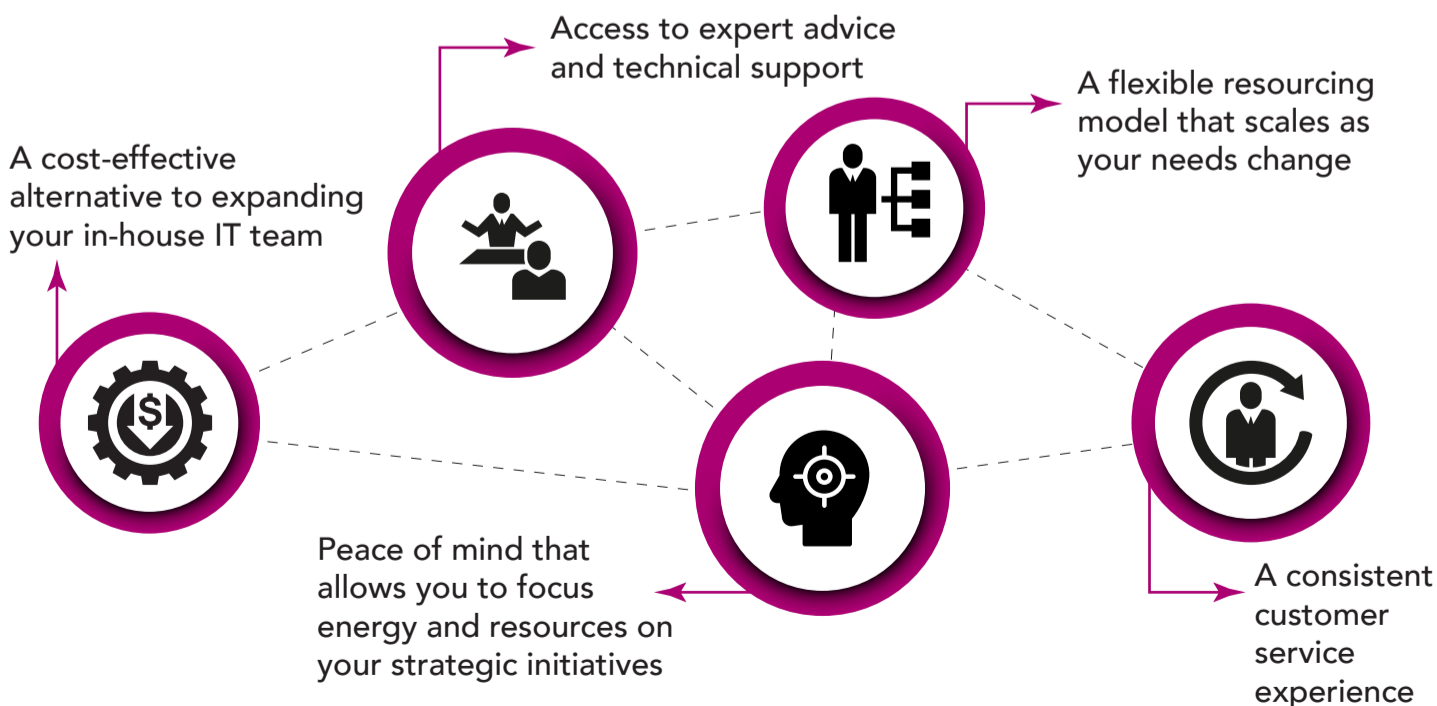 Access to expert advice
and technical support
A flexible resourcing
model that scales as
your needs change
A cost-effective
alternative to expanding
your in-house IT team
$
Peace of mind that
allows you to focus
energy and resources on
your strategic initiatives
A consistent
customer
service
experience